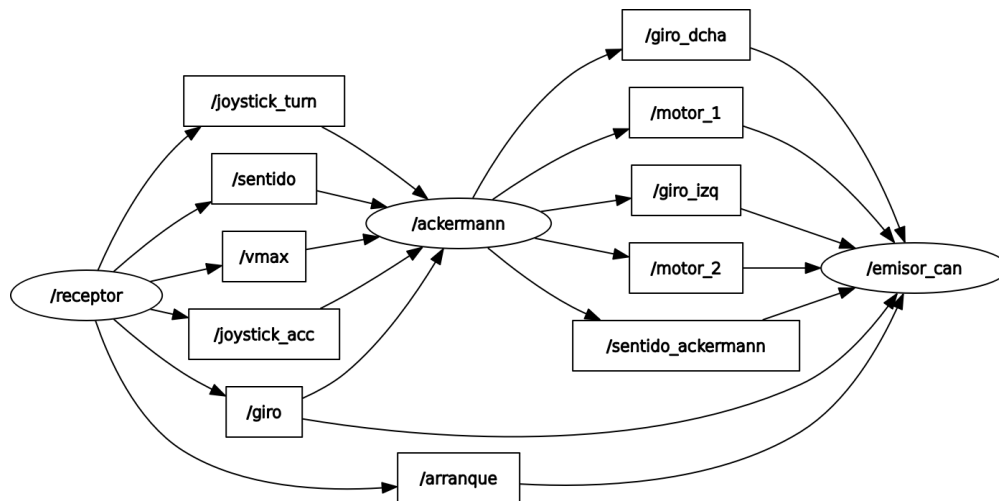 /giro_dcha
/joystick_turn
/motor_1
/sentido
/giro_izq
/ackermann
/vmax
/motor_2
/emisor_can
/receptor
/joystick_acc
/sentido_ackermann
/giro
/arranque